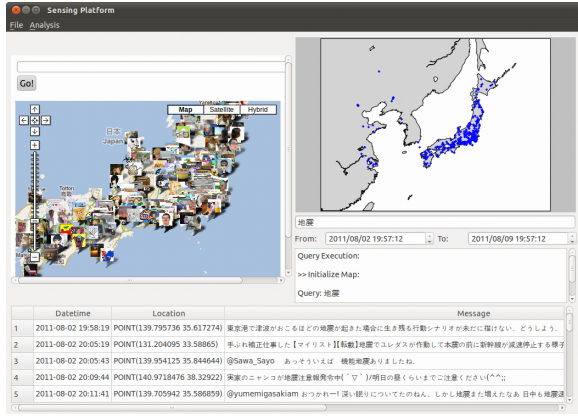 Sensing Platform
File Analysis
Go!
Map Satellite Hybrid
日本
Japan
Tottori
鳥取
地震
From: 2011/08/02 19:57:12 To: 2011/08/09 19:57:12
Query Execution:
>> Initialize Map:
Query: 地震
Datetime Location Message
1 2011-08-02 19:58:19 POINT(139.795736 35.617274) 東京港で津波がおこるほどの地震が起きた場合に生き残る行動シナリオが未だに描けない。どうしよう。
2 2011-08-02 20:05:19 POINT(131.204095 33.58865) 手ぶれ補正仕事した【マイリスト】【転載】地震でユレダスが作動して本震の前に新幹線が減速停止する様子
3 2011-08-02 20:05:43 POINT(139.954125 35.844644) @Sawa_Sayo あっそういえば 機能地震ありましたね。
4 2011-08-02 20:09:44 POINT(140.9718476 38.32922) 実家のニャンコが地震注意報発令中(´▽｀)/明日の昼くらいまでご注意ください(^^;;
5 2011-08-02 20:11:41 POINT(139.705942 35.586859) @yumemigasakiam おつかれー! 深い眠りについてたのねん。しかし地震また増えたなあ 日中も地震速